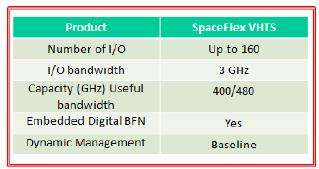 Product SpaceFlex VHTS
Number of I/O Up to 160
I/O bandwidth 3 GHz
Capacity (GHz) Useful 400/480
bandwidth
Embedded Digital BFN Yes
Dynamic Management Baseline